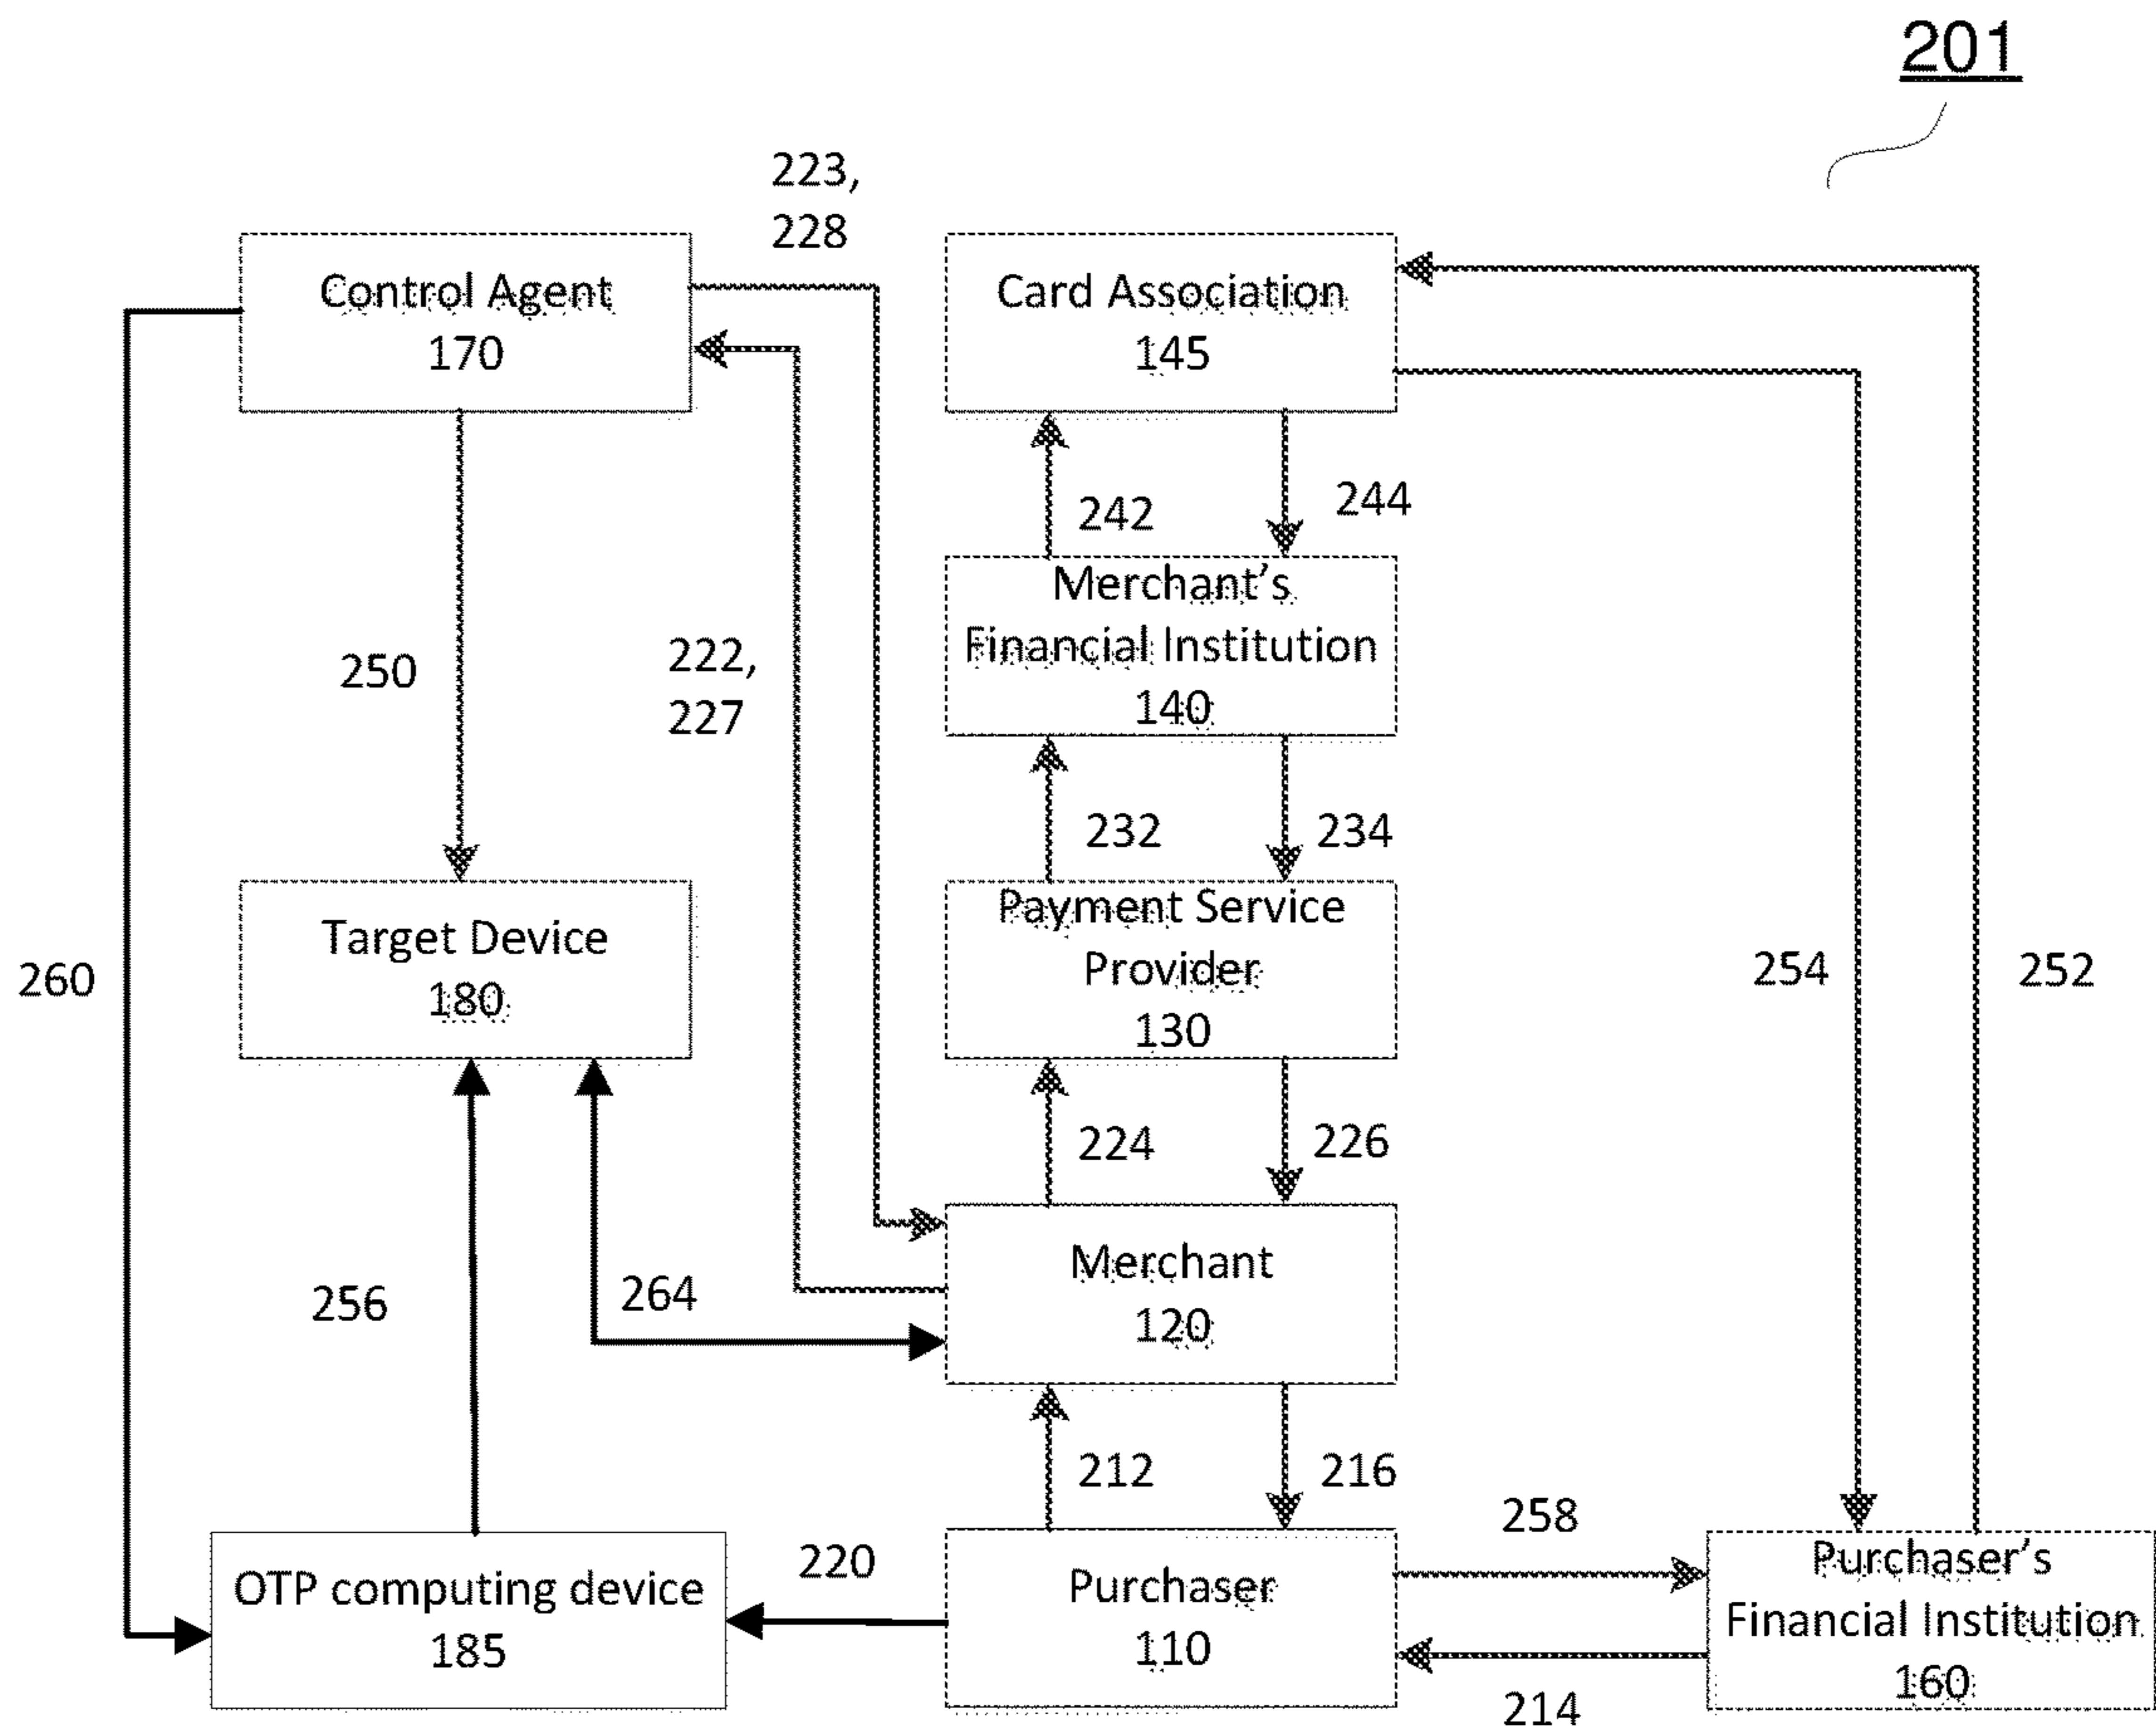 201
223,
228
Control Agent
170
Card Association
145
242
244
Merchant's
Financial Institution
140
250
222,
227
232
234
Target Device
180
Payment Service
Provider
130
260
254
252
224
226
Merchant
120
256
264
212
216
258
OTP computing device
185
220
Purchaser
110
Purchaser's
Financial Institution
160
214